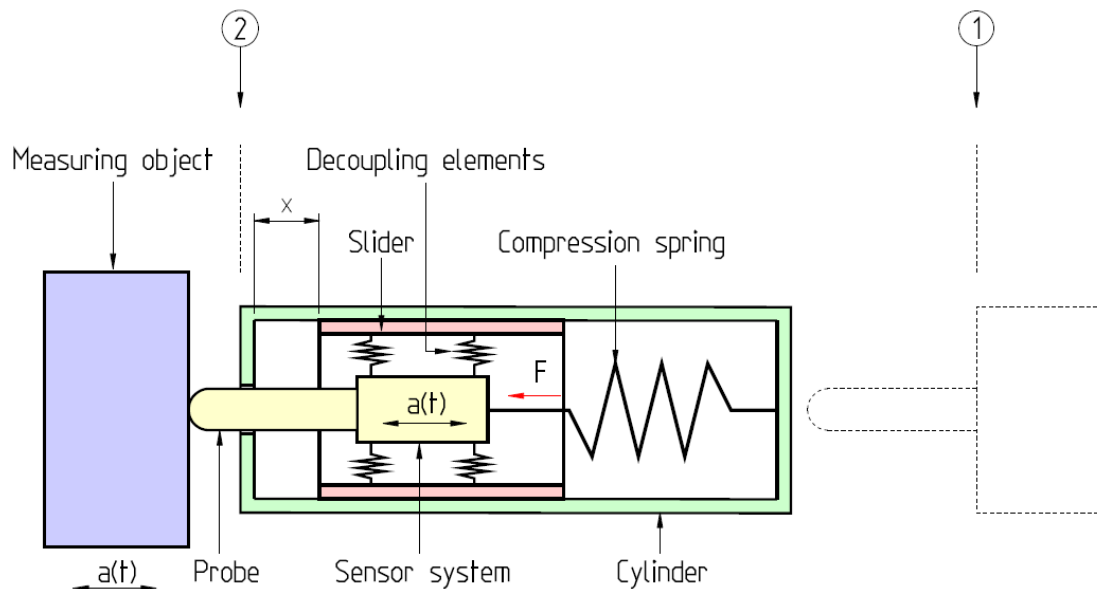 2
1
Measuring object
Decoupling elements
x
Slider
Compression spring
F
a(t)
a(t)
Probe
Sensor system
Cylinder